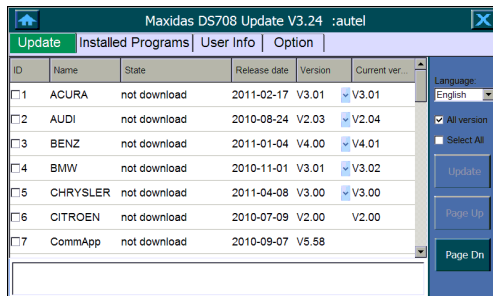 Maxidas DS708 Update V3.24 :autel
Update Installed Programs User Info Option
ID Name State Release date Version Current ver...
1 ACURA not download 2011-02-17 V3.01 V3.01
2 AUDI not download 2010-08-24 V2.03 V2.04
3 BENZ not download 2011-01-04 V4.00 V4.01
4 BMW not download 2010-11-01 V3.01 V3.02
5 CHRYSLER not download 2011-04-08 V3.00 V3.00
6 CITROEN not download 2010-07-09 V2.00 V2.00
7 CommApp not download 2010-09-07 V5.58
Language:
English
All version
Select All
Update
Page Up
Page Dn